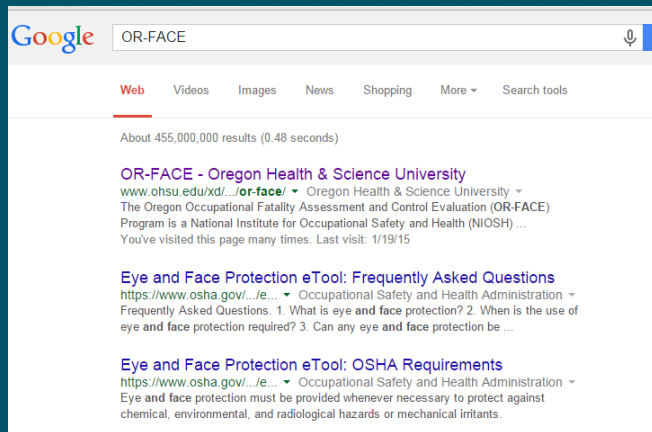 Google OR-FACE
Web Videos Images News Shopping More Search tools
About 455,000,000 results (0.48 seconds)
OR-FACE - Oregon Health & Science University
www.ohsu.edu/xd/.../or-face/ Oregon Health & Science University
The Oregon Occupational Fatality Assessment and Control Evaluation (OR-FACE)
Program is a National Institute for Occupational Safety and Health (NIOSH) ...
You've visited this page many times. Last visit: 1/19/15
Eye and Face Protection eTool: Frequently Asked Questions
https://www.osha.gov/.../e... Occupational Safety and Health Administration
Frequently Asked Questions. 1. What is eye and face protection? 2. When is the use of
eye and face protection required? 3. Can any eye and face protection be ...
Eye and Face Protection eTool: OSHA Requirements
https://www.osha.gov/.../e... Occupational Safety and Health Administration
Eye and face protection must be provided whenever necessary to protect against
chemical, environmental, and radiological hazards or mechanical irritants.